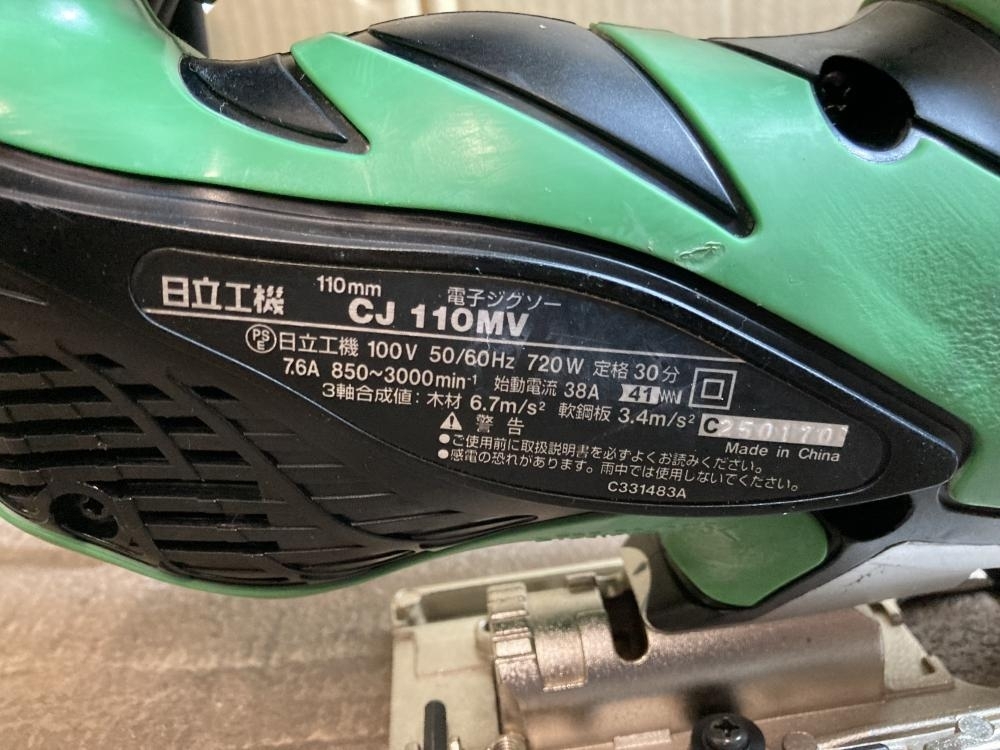 日立工機 110mm 電子ジグソー
CJ 110MV
PSE 日立工機 100V 50/60Hz 720W 定格30分
7.6A 850~3000min⁻¹ 始動電流 38A 41 WN
3軸合成値：木材 6.7m/s² 軟鋼板 3.4m/s² C250170
⚠ 警告
●ご使用前に取扱説明書を必ずよくお読みください。
●感電の恐れがあります。雨中では使用しないでください。
Made in China
C331483A